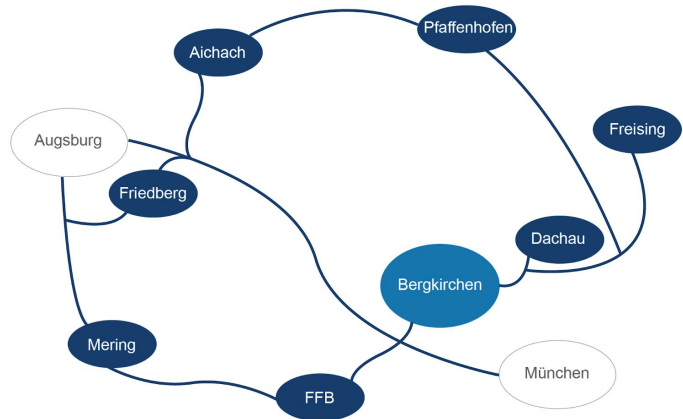 Pfaffenhofen
Aichach
Freising
Augsburg
Friedberg
Dachau
Bergkirchen
Mering
München
FFB